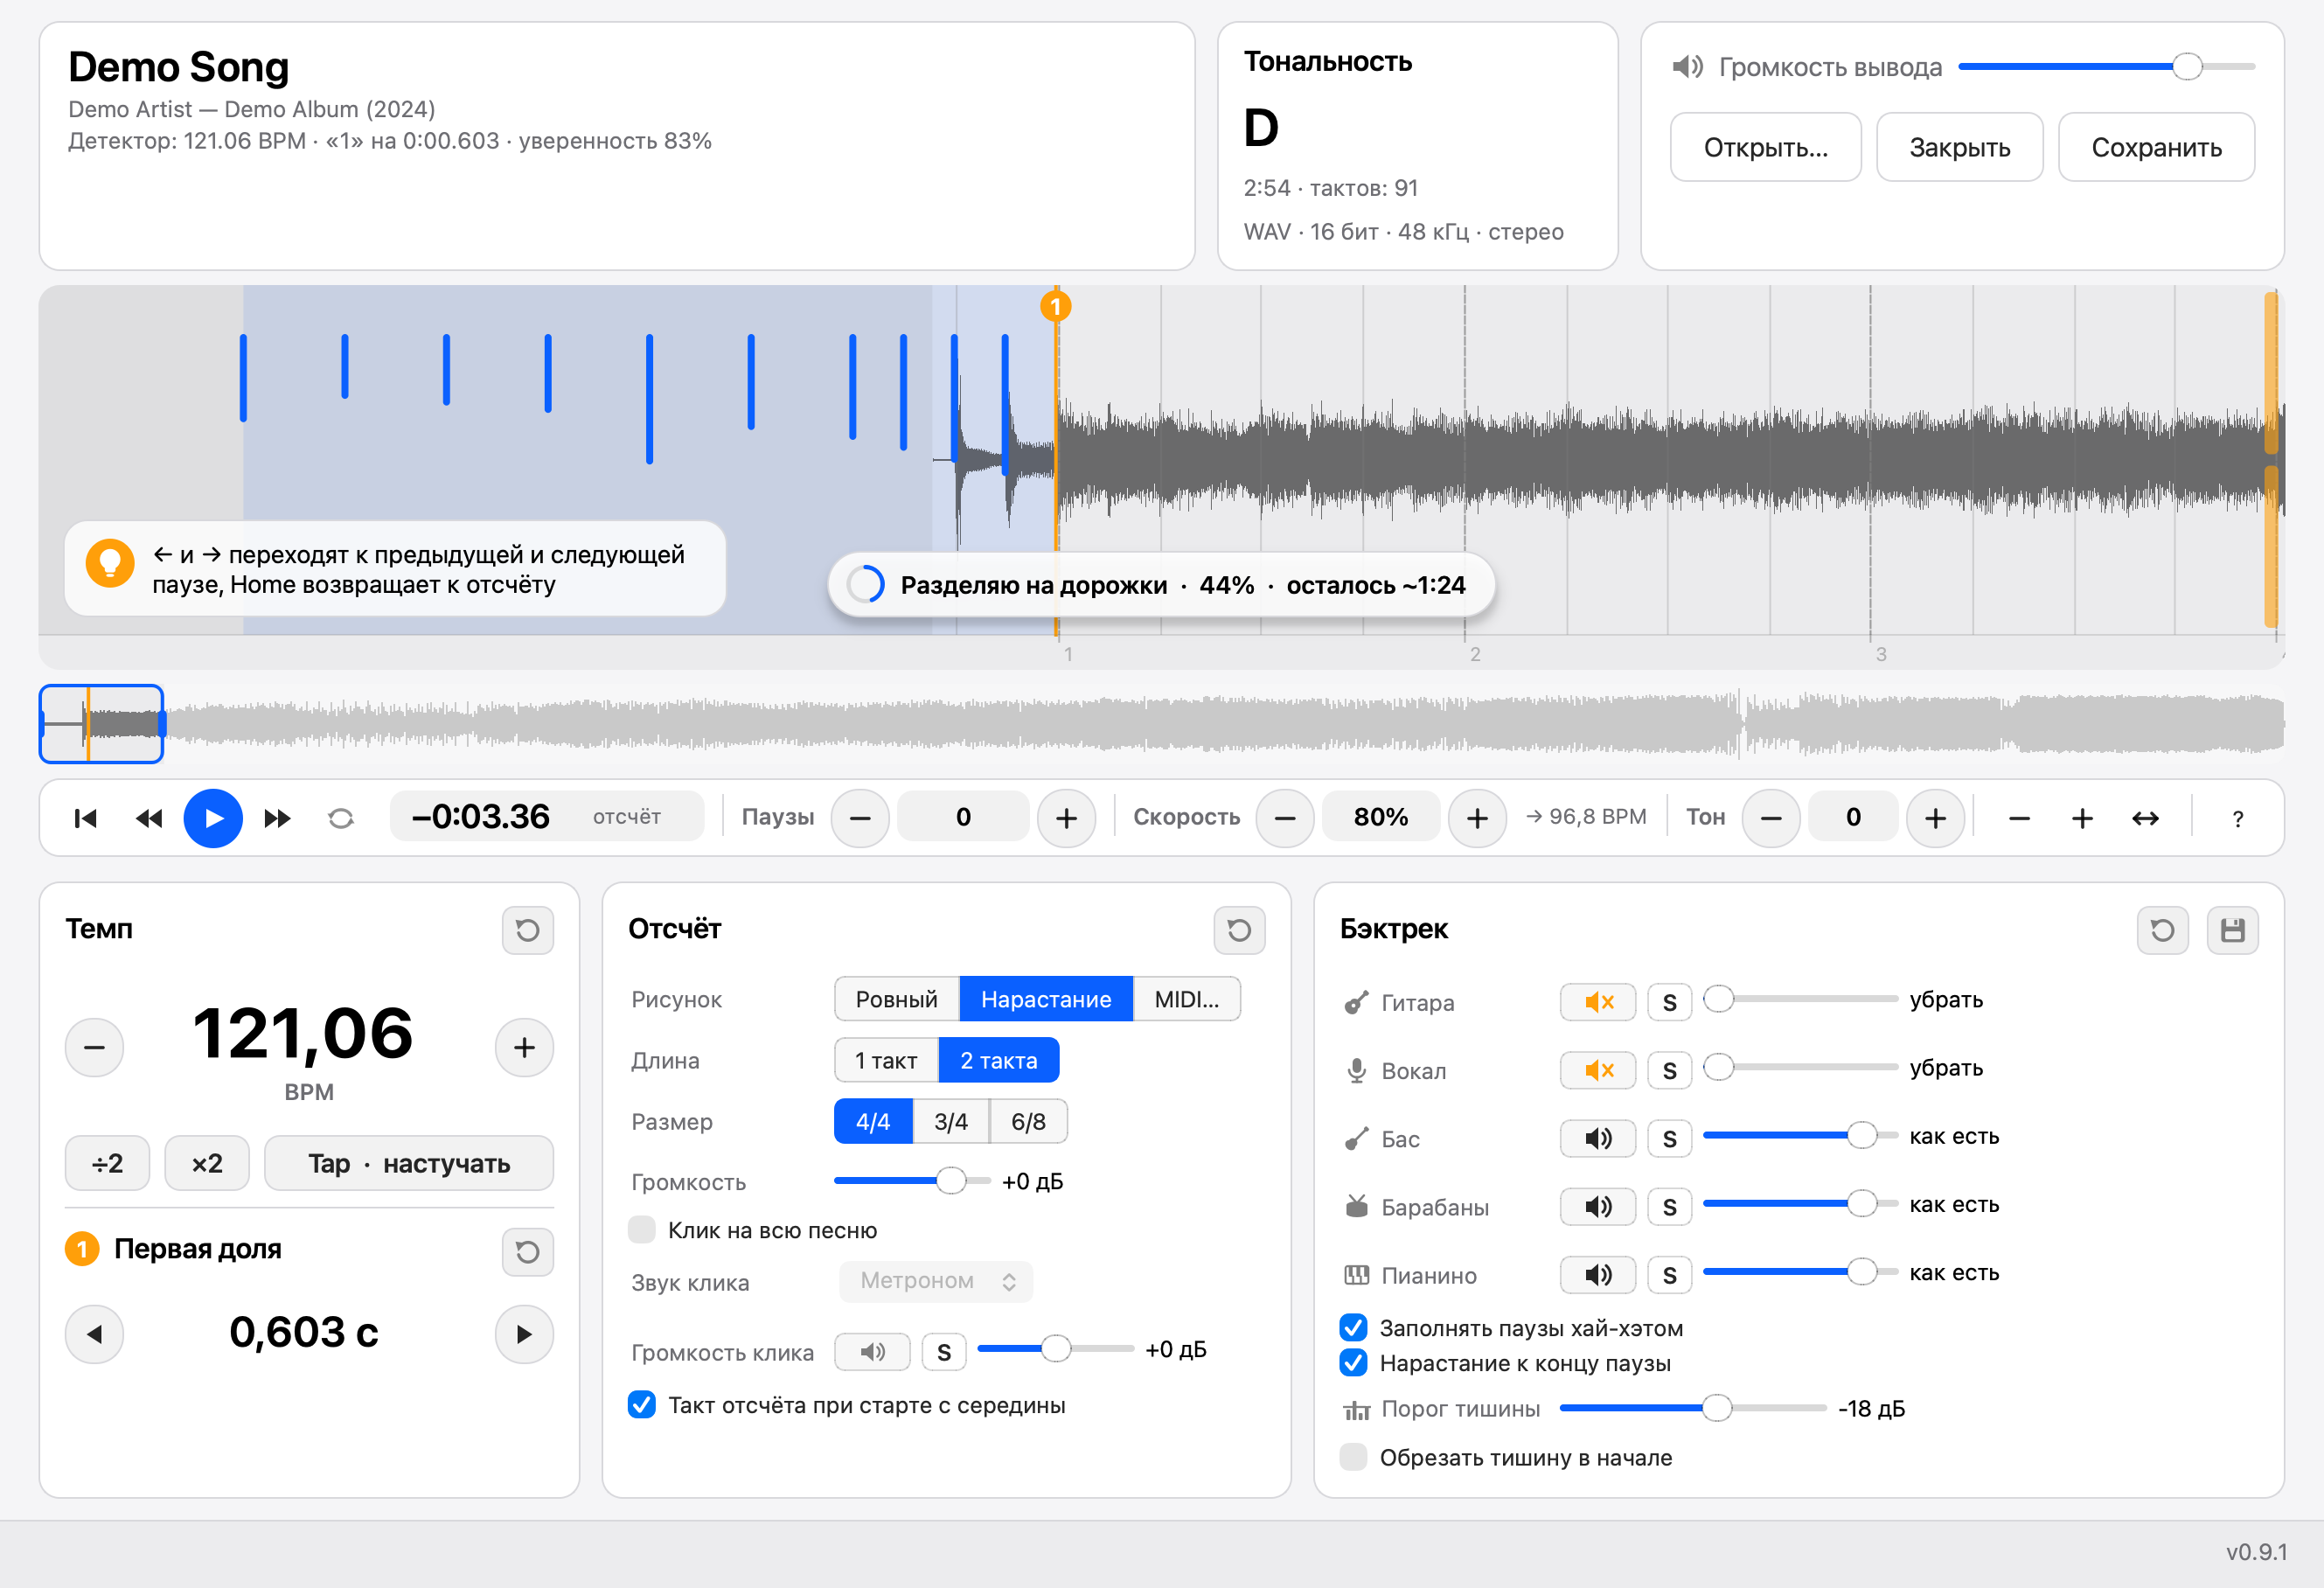 Demo Song
Demo Artist — Demo Album (2024)
Детектор: 121.06 BPM · «1» на 0:00.603 · уверенность 83%
Тональность
D
2:54 · тактов: 91
WAV · 16 бит · 48 кГц · стерео
Громкость вывода
Открыть... Закрыть Сохранить
1
← и → переходят к предыдущей и следующей
паузе, Home возвращает к отсчёту
Разделяю на дорожки · 44% · осталось ~1:24
1 2 3
−0:03.36 отсчёт Паузы − 0 + Скорость − 80% + → 96,8 BPM Тон − 0 + − + ↔ ?
Темп
− 121,06 +
BPM
÷2 ×2 Tap · настучать
1 Первая доля
0,603 с
Отсчёт
Рисунок Ровный Нарастание MIDI...
Длина 1 такт 2 такта
Размер 4/4 3/4 6/8
Громкость +0 дБ
Клик на всю песню
Звук клика Метроном
Громкость клика S +0 дБ
Такт отсчёта при старте с середины
Бэктрек
Гитара S убрать
Вокал S убрать
Бас S как есть
Барабаны S как есть
Пианино S как есть
Заполнять паузы хай-хэтом
Нарастание к концу паузы
Порог тишины -18 дБ
Обрезать тишину в начале
v0.9.1